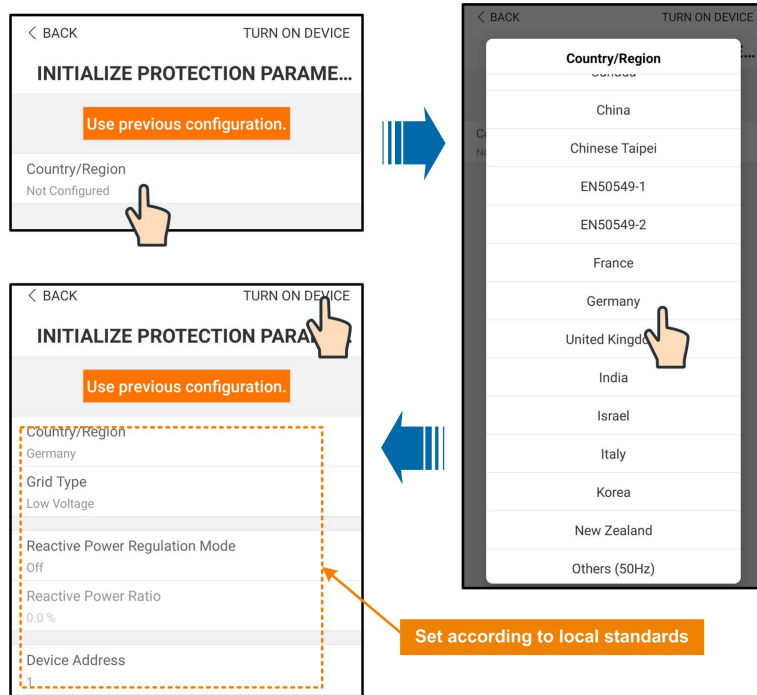 < BACK
TURN ON DEVICE
INITIALIZE PROTECTION PARAME...
Use previous configuration.
Country/Region
Not Configured
< BACK
TURN ON DEVICE
Country/Region
China
Chinese Taipei
EN50549-1
EN50549-2
France
Germany
United Kingdo
India
Israel
Italy
Korea
New Zealand
Others (50Hz)
< BACK
TURN ON DEVICE
INITIALIZE PROTECTION PARA
Use previous configuration.
Country/Region
Germany
Grid Type
Low Voltage
Reactive Power Regulation Mode
Off
Reactive Power Ratio
0.0 %
Device Address
1
Set according to local standards